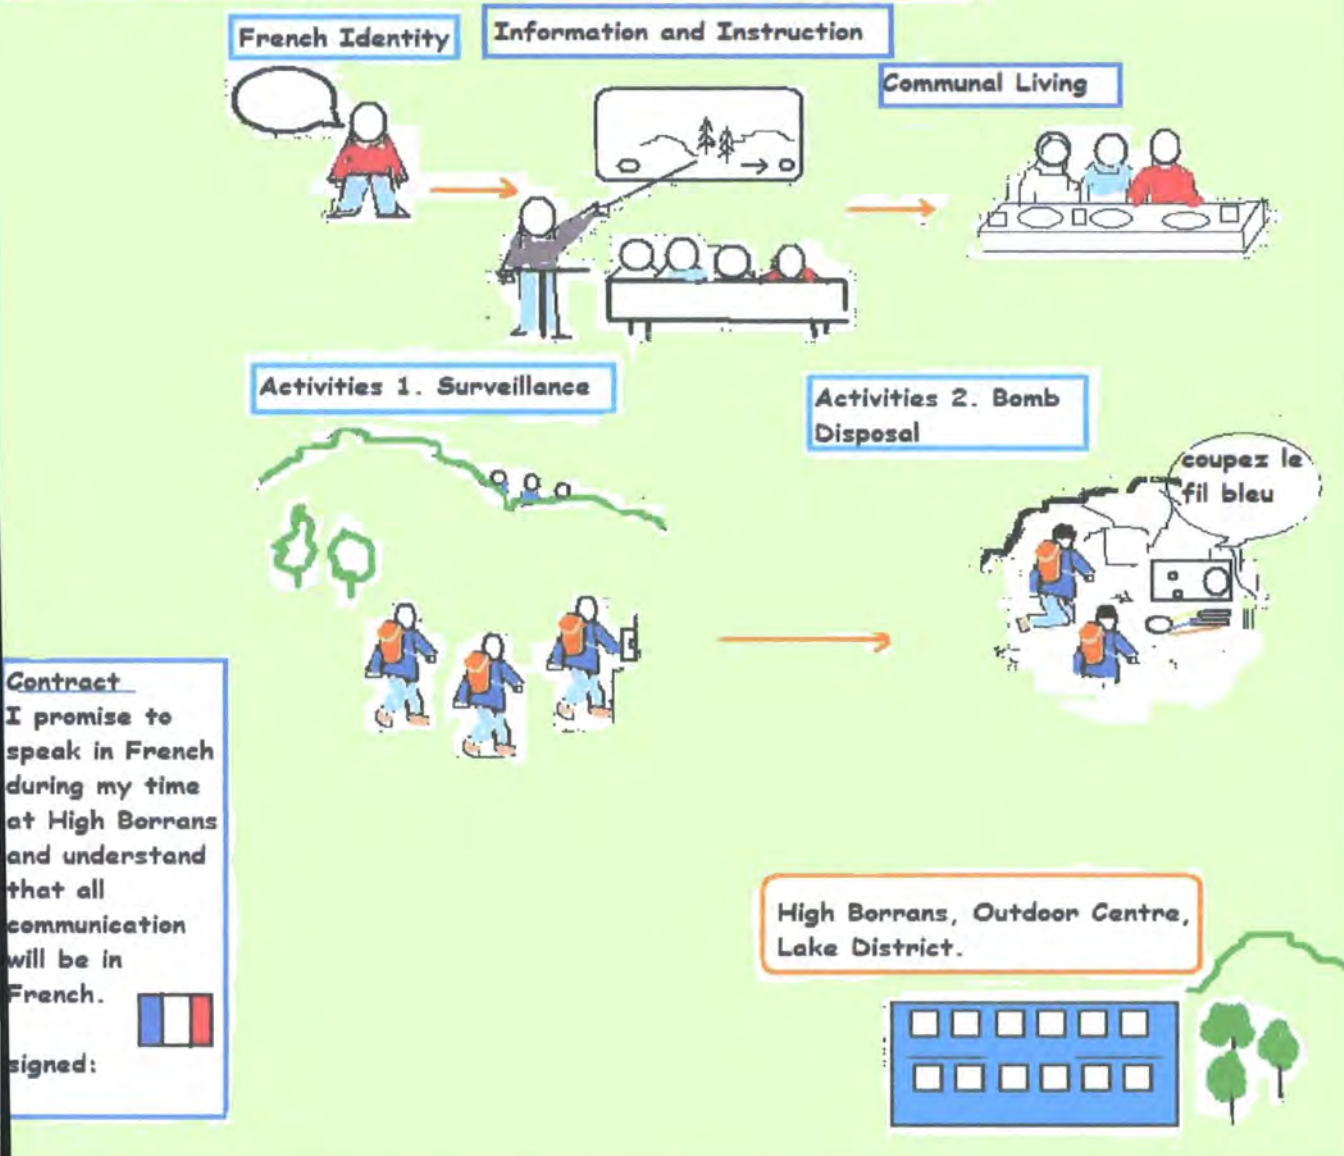 French Identity
Information and Instruction
Communal Living
Activities 1. Surveillance
Activities 2. Bomb
Disposal
coupez le
fil bleu
Contract
I promise to
speak in French
during my time
at High Borrans
and understand
that all
communication
will be in
French.
signed:
High Borrans, Outdoor Centre,
Lake District.